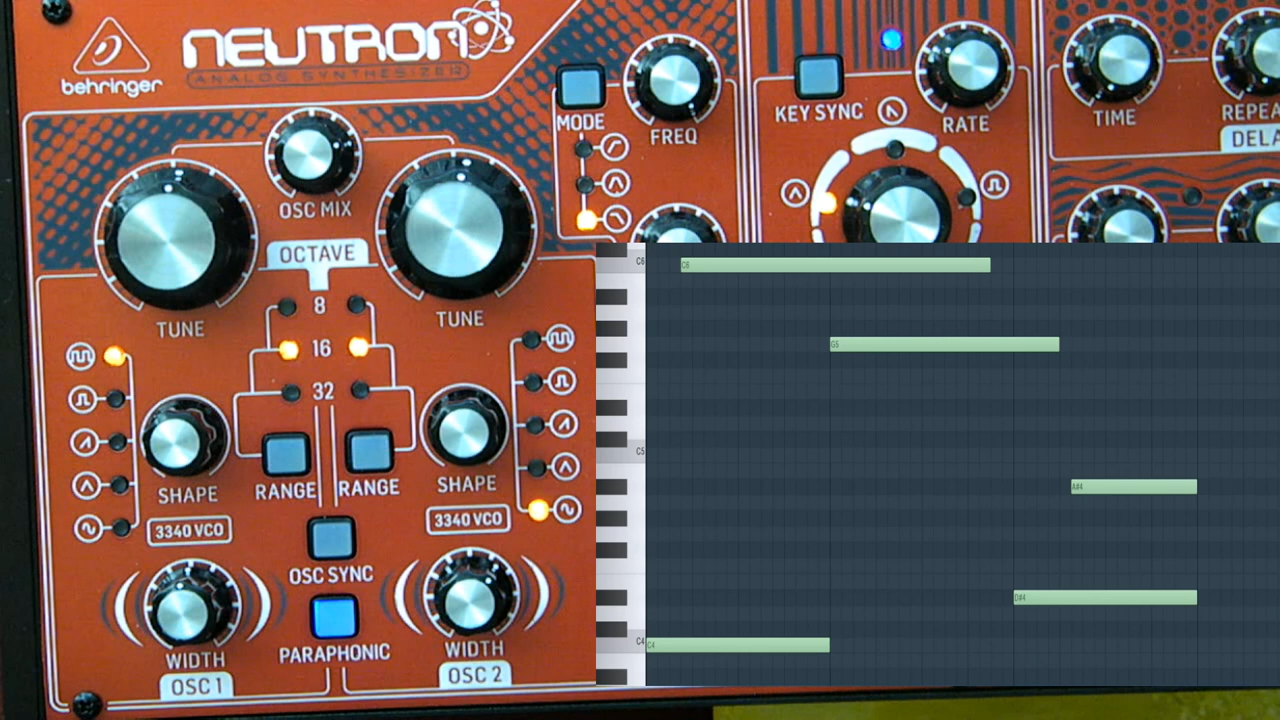 NEUTRON
ANALOG SYNTHESIZER
behringer
MODE
FREQ
KEY SYNC
RATE
TIME
OSC MIX
TUNE
OCTAVE
TUNE
8
16
32
SHAPE
RANGE
RANGE
SHAPE
3340 VCO
3340 VCO
OSC SYNC
PARAPHONIC
WIDTH
OSC 1
WIDTH
OSC 2
C6
C6
G5
C5
A#4
D#4
C4
C4